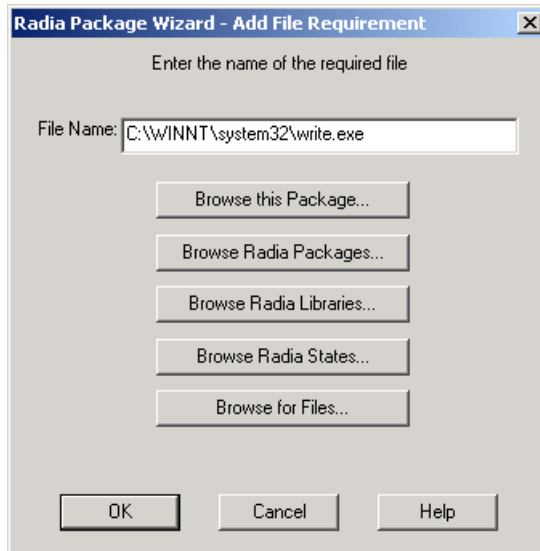 Radia Package Wizard - Add File Requirement
Enter the name of the required file
File Name: C:\WINNT\system32\write.exe
Browse this Package...
Browse Radia Packages...
Browse Radia Libraries...
Browse Radia States...
Browse for Files...
OK Cancel Help